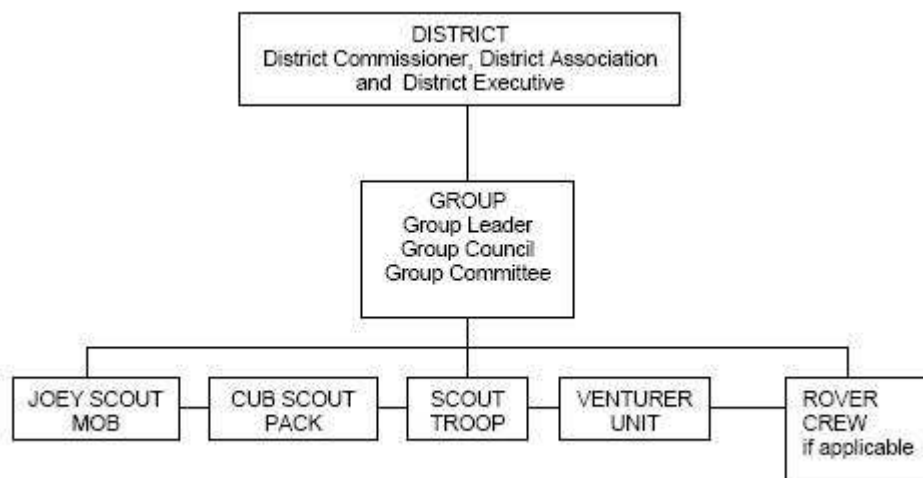 DISTRICT
District Commissioner, District Association
and District Executive
GROUP
Group Leader
Group Council
Group Committee
JOEY SCOUT
MOB
CUB SCOUT
PACK
SCOUT
TROOP
VENTURER
UNIT
ROVER
CREW
if applicable